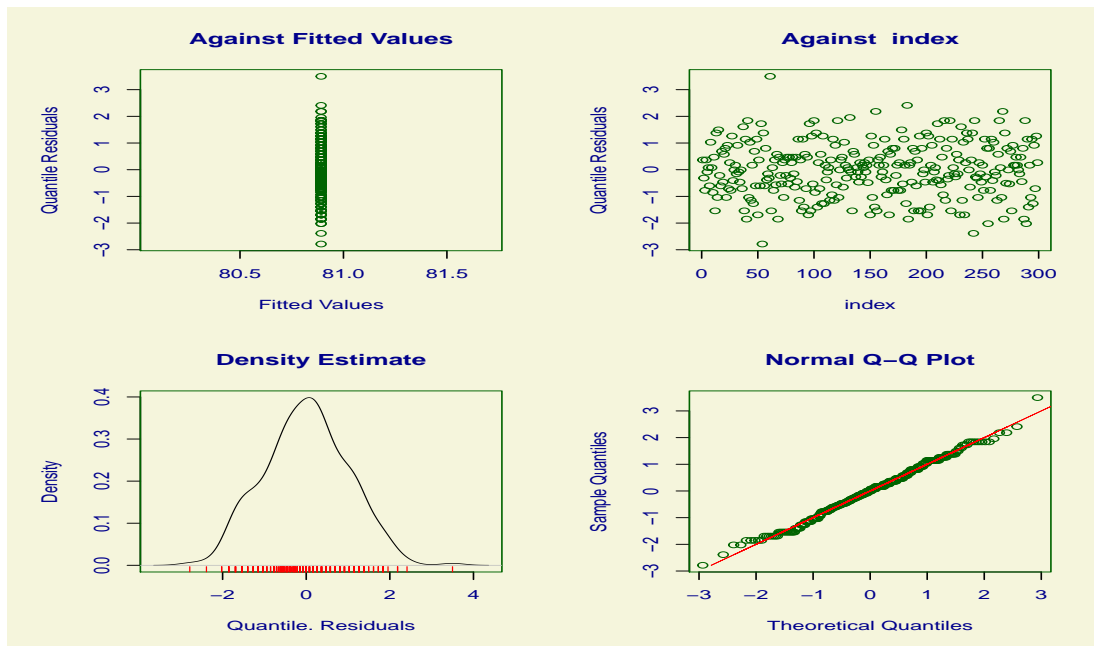 Against Fitted Values
Quantile Residuals
3
2
1
0
−1
−2
−3
80.5 81.0 81.5
Fitted Values
Against  index
Quantile Residuals
3
2
1
0
−1
−2
−3
0 50 100 150 200 250 300
index
Density Estimate
Density
0.4
0.3
0.2
0.1
0.0
−2 0 2 4
Quantile. Residuals
Normal Q−Q Plot
Sample Quantiles
3
2
1
0
−1
−2
−3
−3 −2 −1 0 1 2 3
Theoretical Quantiles